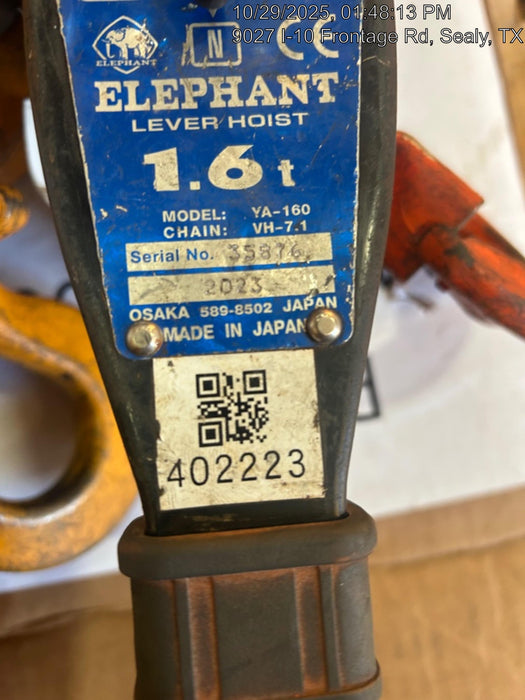 10/29/2025, 01:48:13 PM
9027 I-10 Frontage Rd, Sealy, TX
ELEPHANT
N
CE
ELEPHANT
LEVER HOIST
1.6 t
MODEL: YA-160
CHAIN: VH-7.1
Serial No. 35876
2023
OSAKA 589-8502 JAPAN
MADE IN JAPAN
402223